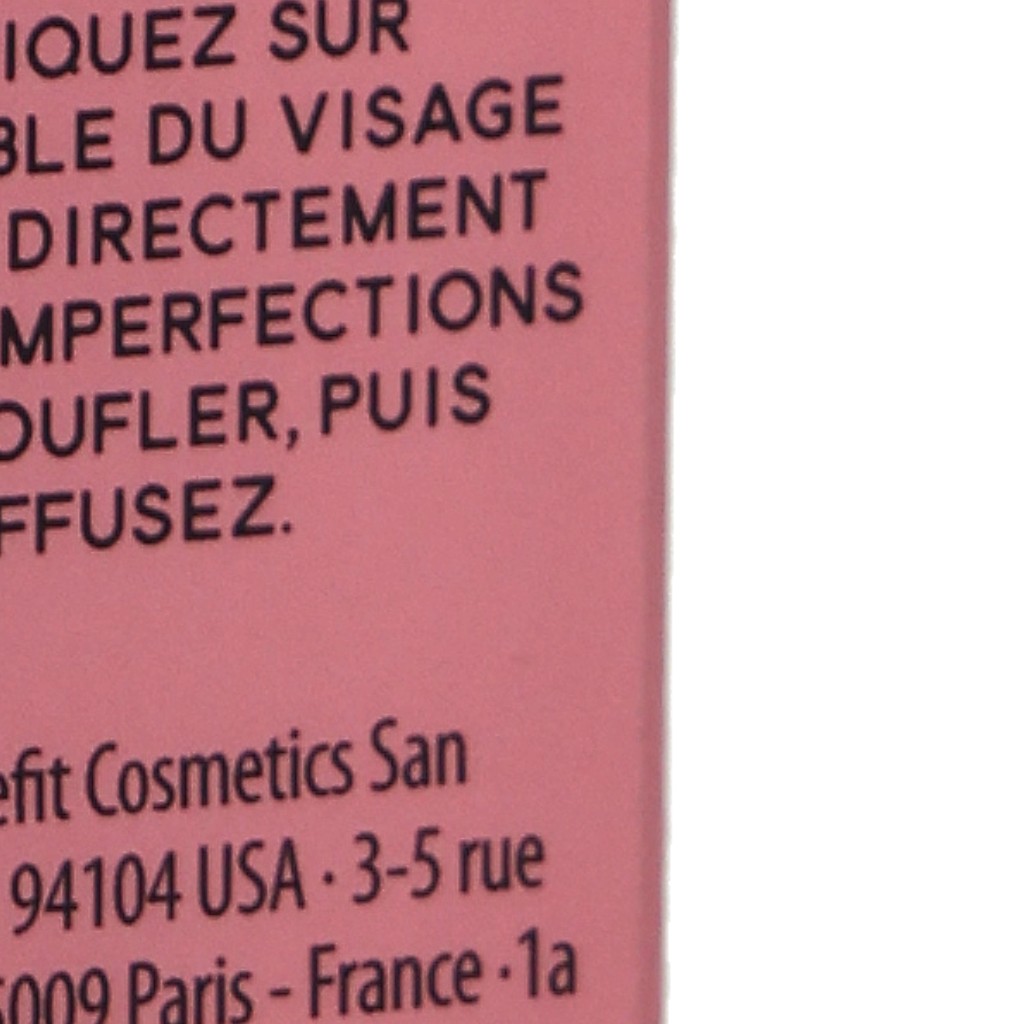 IQUEZ SUR
BLE DU VISAGE
DIRECTEMENT
MPERFECTIONS
OUFLER, PUIS
FFUSEZ.
efit Cosmetics San
94104 USA · 3-5 rue
5009 Paris - France · 1a